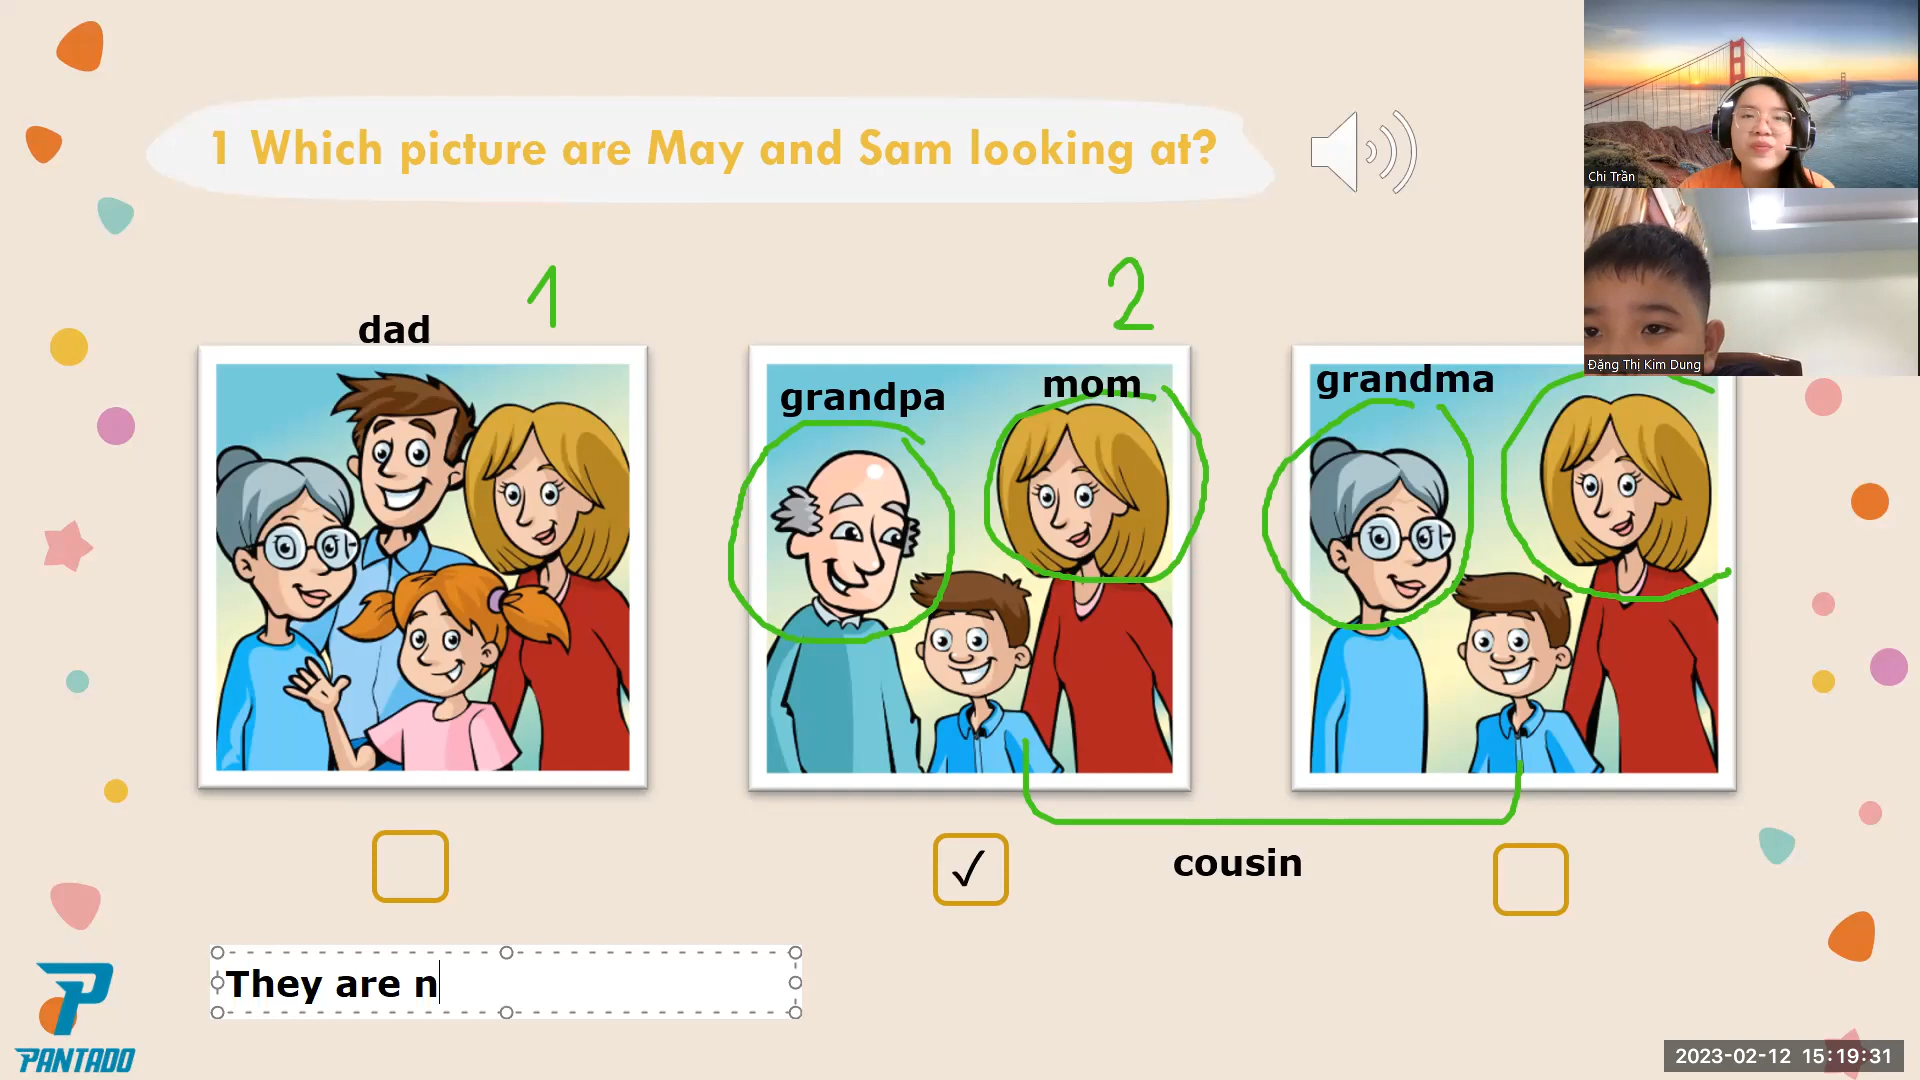 1 Which picture are May and Sam looking at?
Chi Trần
Đặng Thị Kim Dung
1
2
dad
grandpa
mom
grandma
✓
cousin
They are n
PANTADO
2023-02-12 15:19:31